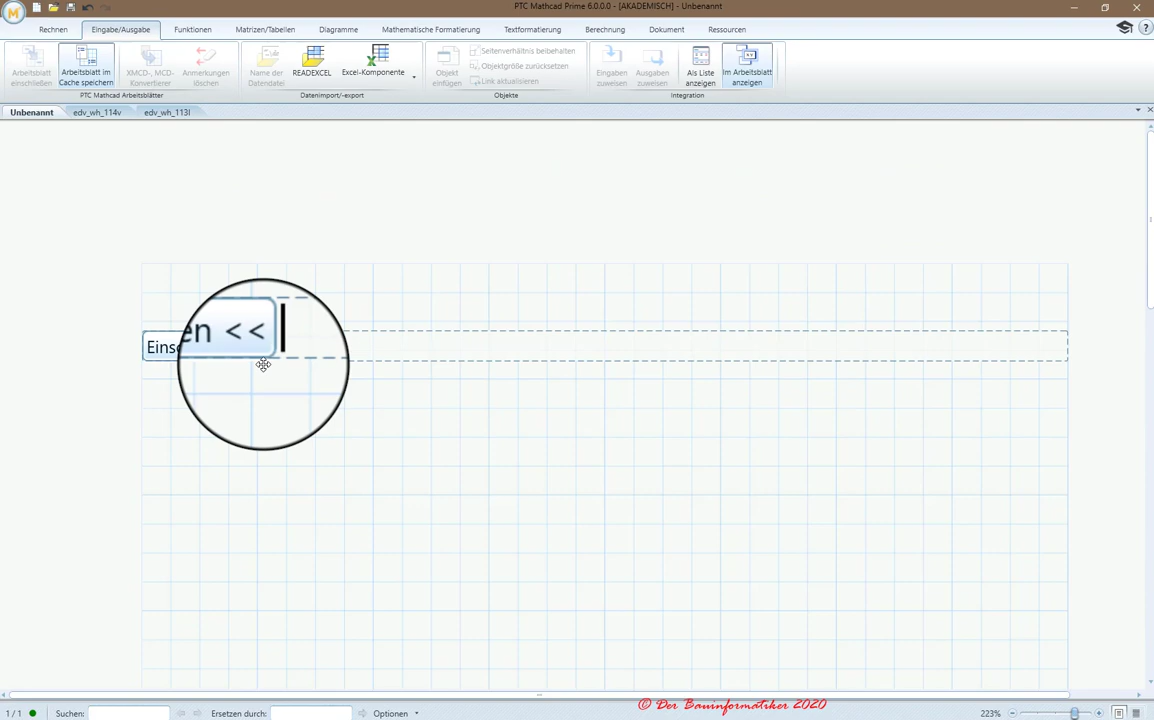 PTC Mathcad Prime 6.0.0.0 - [AKADEMISCH] - Unbenannt
Rechnen Eingabe/Ausgabe Funktionen Matrizen/Tabellen Diagramme Mathematische Formatierung Textformatierung Berechnung Dokument Ressourcen
Arbeitsblatt einschließen
Arbeitsblatt im Cache speichern
XMCD-, MCD-Konvertierer
Anmerkungen löschen
Name der Datendatei
READEXCEL
Excel-Komponente
Objekt einfügen
Seitenverhältnis beibehalten
Objektgröße zurücksetzen
Link aktualisieren
Eingaben zuweisen
Ausgaben zuweisen
Als Liste anzeigen
Im Arbeitsblatt anzeigen
PTC Mathcad Arbeitsblätter Datenimport/-export Objekte Integration
Unbenannt edv_wh_114v edv_wh_113l
en <<
1 / 1 Suchen: Ersetzen durch: Optionen 223%
© Der Bauinformatiker 2020